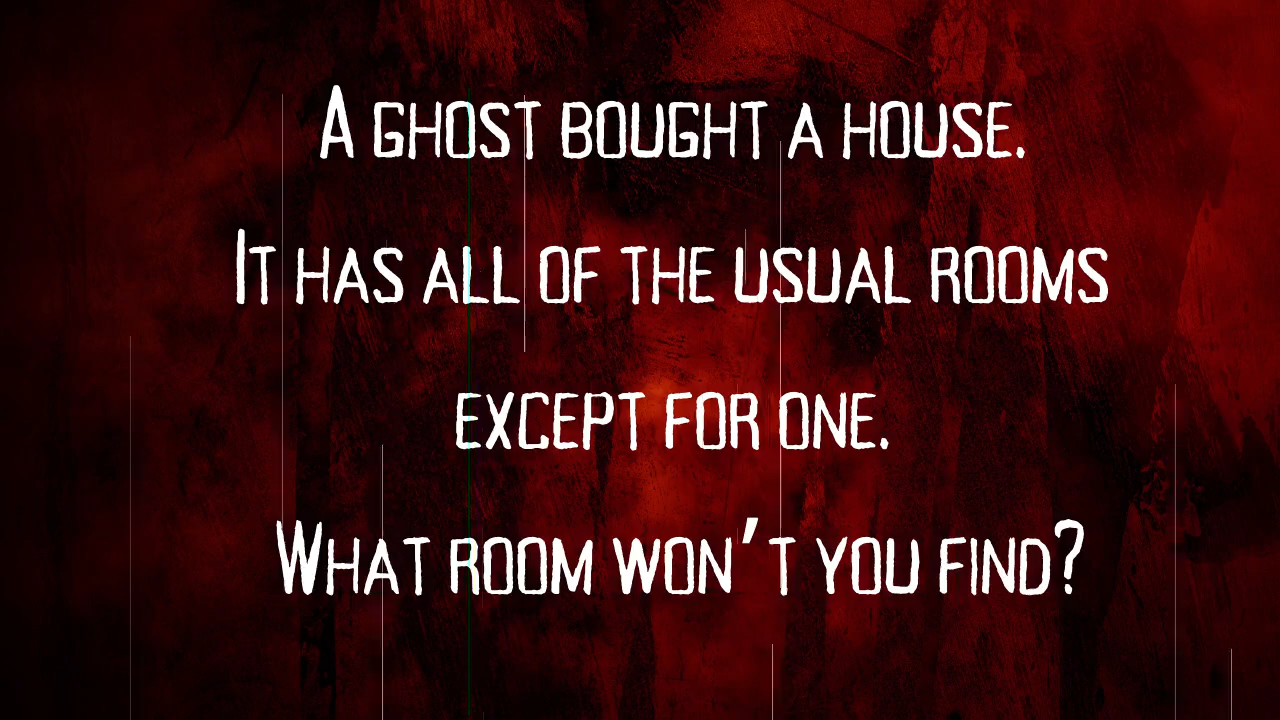 A GHOST BOUGHT A HOUSE.
IT HAS ALL OF THE USUAL ROOMS
EXCEPT FOR ONE.
WHAT ROOM WON'T YOU FIND?